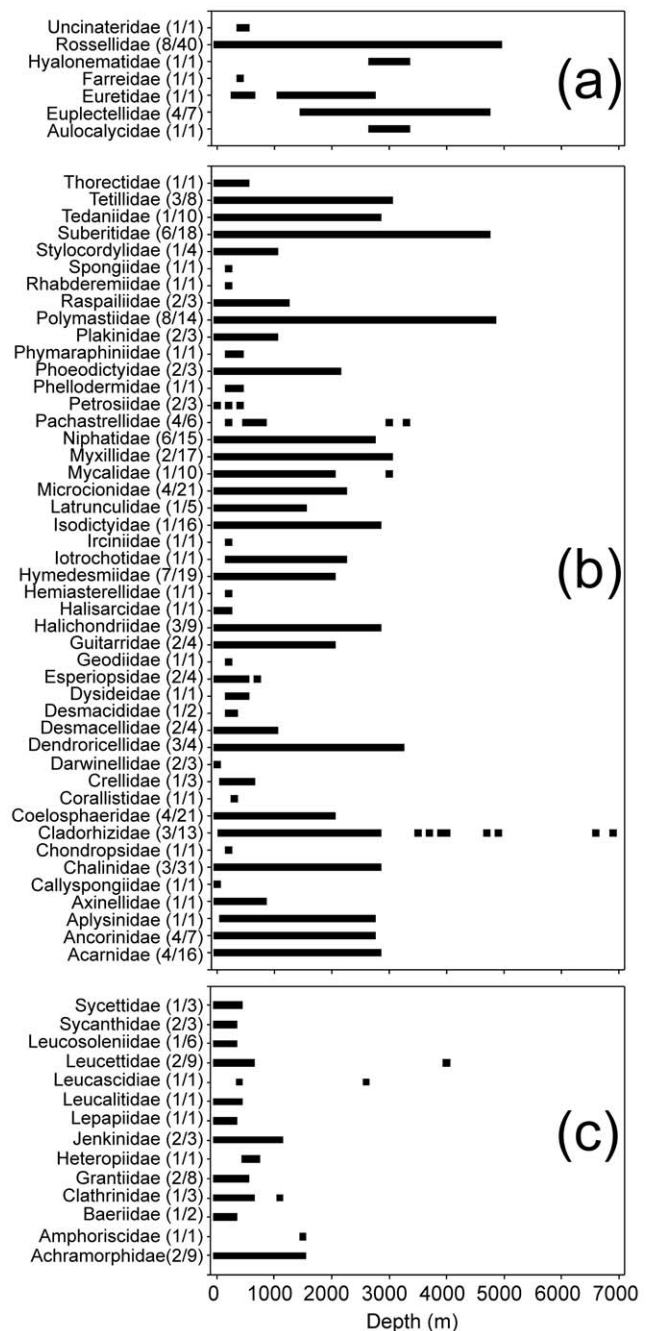 Uncinateridae (1/1)
Rossellidae (8/40)
Hyalonematidae (1/1)
Farreidae (1/1)
Euretidae (1/1)
Euplectellidae (4/7)
Aulocalycidae (1/1)
(a)
Thorectidae (1/1)
Tetillidae (3/8)
Tedaniidae (1/10)
Suberitidae (6/18)
Stylocordylidae (1/4)
Spongiidae (1/1)
Rhabderemiidae (1/1)
Raspailiidae (2/3)
Polymastiidae (8/14)
Plakinidae (2/3)
Phymaraphiniidae (1/1)
Phoeodictyidae (2/3)
Phellodermidae (1/1)
Petrosiidae (2/3)
Pachastrellidae (4/6)
Niphatidae (6/15)
Myxillidae (2/17)
Mycalidae (1/10)
Microcionidae (4/21)
Latrunculidae (1/5)
Isodictyidae (1/16)
Irciniidae (1/1)
Iotrochotidae (1/1)
Hymedesmiidae (7/19)
Hemiasterellidae (1/1)
Halisarcidae (1/1)
Halichondriidae (3/9)
Guitarridae (2/4)
Geodiidae (1/1)
Esperiopsidae (2/4)
Dysideidae (1/1)
Desmacididae (1/2)
Desmacellidae (2/4)
Dendroricellidae (3/4)
Darwinellidae (2/3)
Crellidae (1/3)
Corallistidae (1/1)
Coelosphaeridae (4/21)
Cladorhizidae (3/13)
Chondropsidae (1/1)
Chalinidae (3/31)
Callyspongiidae (1/1)
Axinellidae (1/1)
Aplysinidae (1/1)
Ancorinidae (4/7)
Acarnidae (4/16)
(b)
Sycettidae (1/3)
Sycanthidae (2/3)
Leucosoleniidae (1/6)
Leucettidae (2/9)
Leucascidiae (1/1)
Leucalitidae (1/1)
Lepapiidae (1/1)
Jenkinidae (2/3)
Heteropiidae (1/1)
Grantiidae (2/8)
Clathrinidae (1/3)
Baeriidae (1/2)
Amphoriscidae (1/1)
Achramorphidae(2/9)
(c)
0 1000 2000 3000 4000 5000 6000 7000
Depth (m)